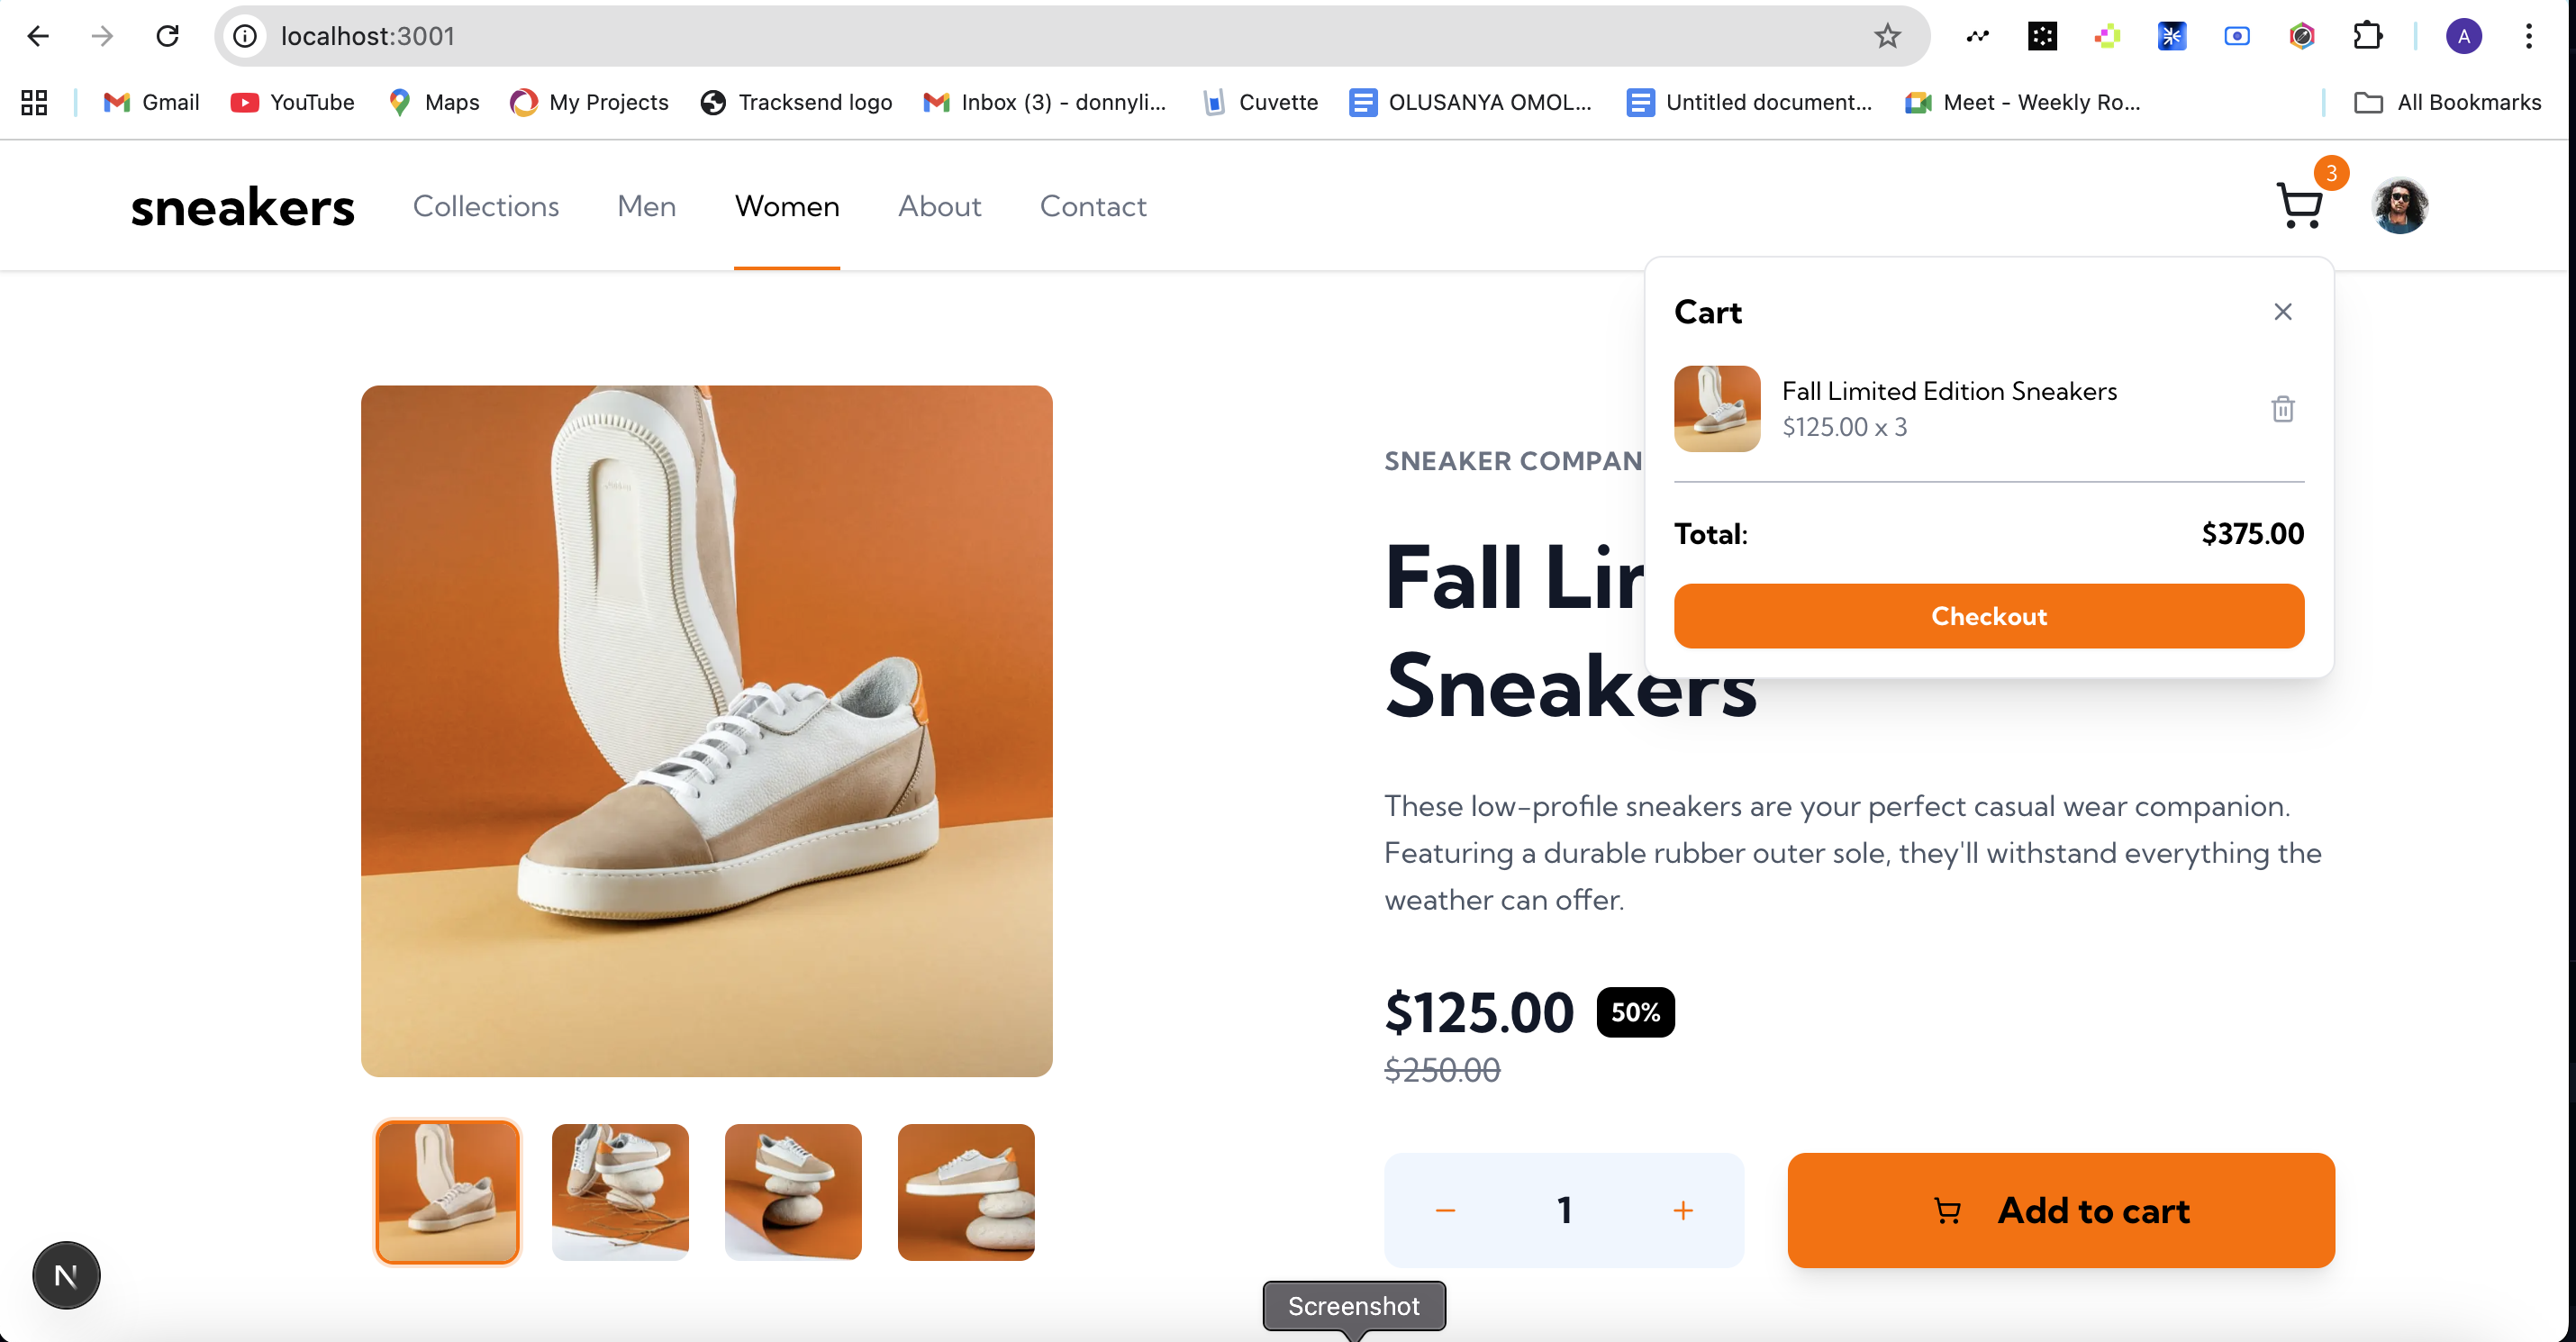 localhost:3001
A
Gmail
YouTube
Maps
My Projects
Tracksend logo
Inbox (3) - donnyli...
Cuvette
OLUSANYA OMOL...
Untitled document...
Meet - Weekly Ro...
All Bookmarks
sneakers
Collections
Men
Women
About
Contact
3
Cart
Fall Limited Edition Sneakers
$125.00 x 3
Total:
$375.00
Checkout
SNEAKER COMPAN
Fall Lim
Sneakers
These low-profile sneakers are your perfect casual wear companion.
Featuring a durable rubber outer sole, they'll withstand everything the
weather can offer.
$125.00
50%
$250.00
− 1 +
Add to cart
N
Screenshot